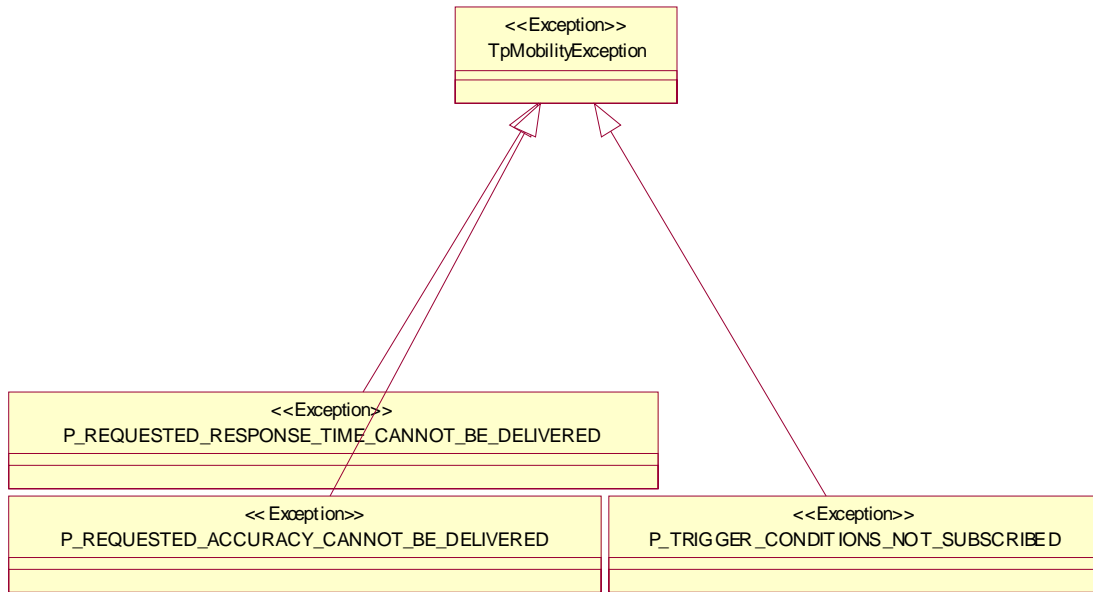 <<Exception>>
TpMobilityException
<<Exception>>
P_REQUESTED_RESPONSE_TIME_CANNOT_BE_DELIVERED
<<Exception>>
P_REQUESTED_ACCURACY_CANNOT_BE_DELIVERED
<<Exception>>
P_TRIGGER_CONDITIONS_NOT_SUBSCRIBED